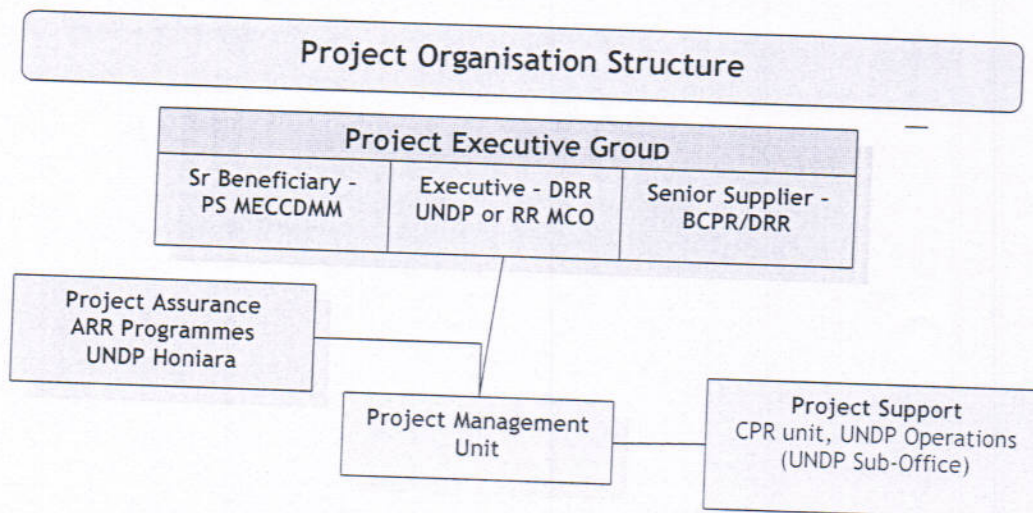 Project Organisation Structure
Project Executive Group
Sr Beneficiary -
PS MECCDMM
Executive - DRR
UNDP or RR MCO
Senior Supplier -
BCPR/DRR
Project Assurance
ARR Programmes
UNDP Honiara
Project Management
Unit
Project Support
CPR unit, UNDP Operations
(UNDP Sub-Office)